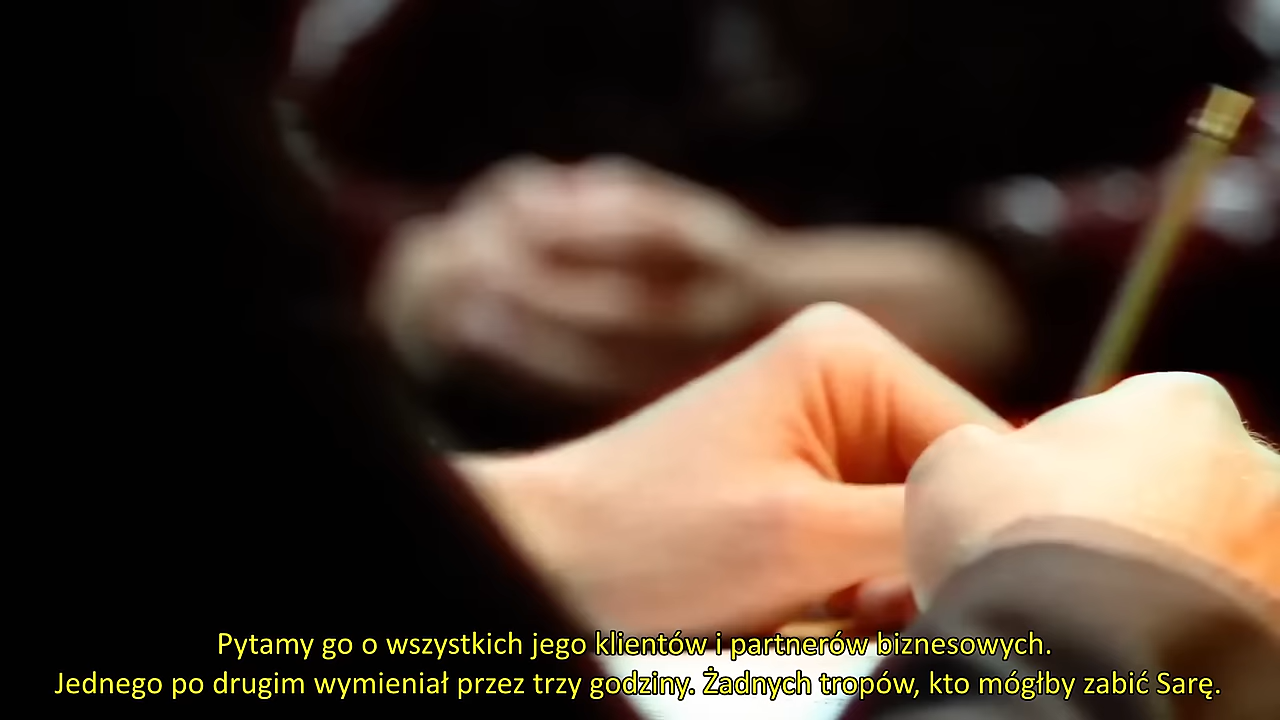 Pytamy go o wszystkich jego klientów i partnerów biznesowych.
Jednego po drugim wymieniał przez trzy godziny. Żadnych tropów, kto mógłby zabić Sarę.